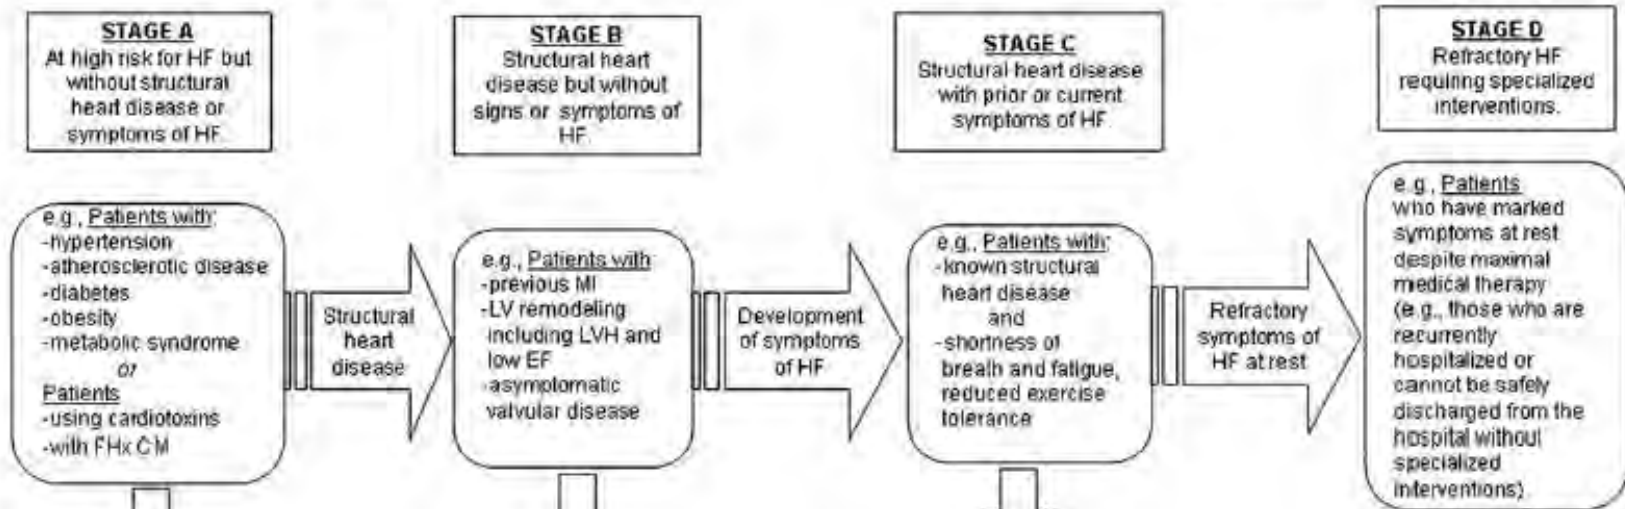 STAGE A
At high risk for HF but
without structural
heart disease or
symptoms of HF.
STAGE B
Structural heart
disease but without
signs or symptoms of
HF.
STAGE C
Structural heart disease
with prior or current
symptoms of HF
STAGE D
Refractory HF
requiring specialized
interventions.
e.g., Patients with:
-hypertension
-atherosclerotic disease
-diabetes
-obesity
-metabolic syndrome
or
Patients
-using cardiotoxins
-with FHx CM
Structural
heart
disease
e.g., Patients with:
-previous MI
-LV remodeling
including LVH and
low EF
-asymptomatic
valvular disease
Development
of symptoms
of HF
e.g., Patients with:
-known structural
heart disease
and
-shortness of
breath and fatigue,
reduced exercise
tolerance
Refractory
symptoms of
HF at rest
e.g., Patients
who have marked
symptoms at rest
despite maximal
medical therapy
(e.g., those who are
recurrently
hospitalized or
cannot be safely
discharged from the
hospital without
specialized
interventions)